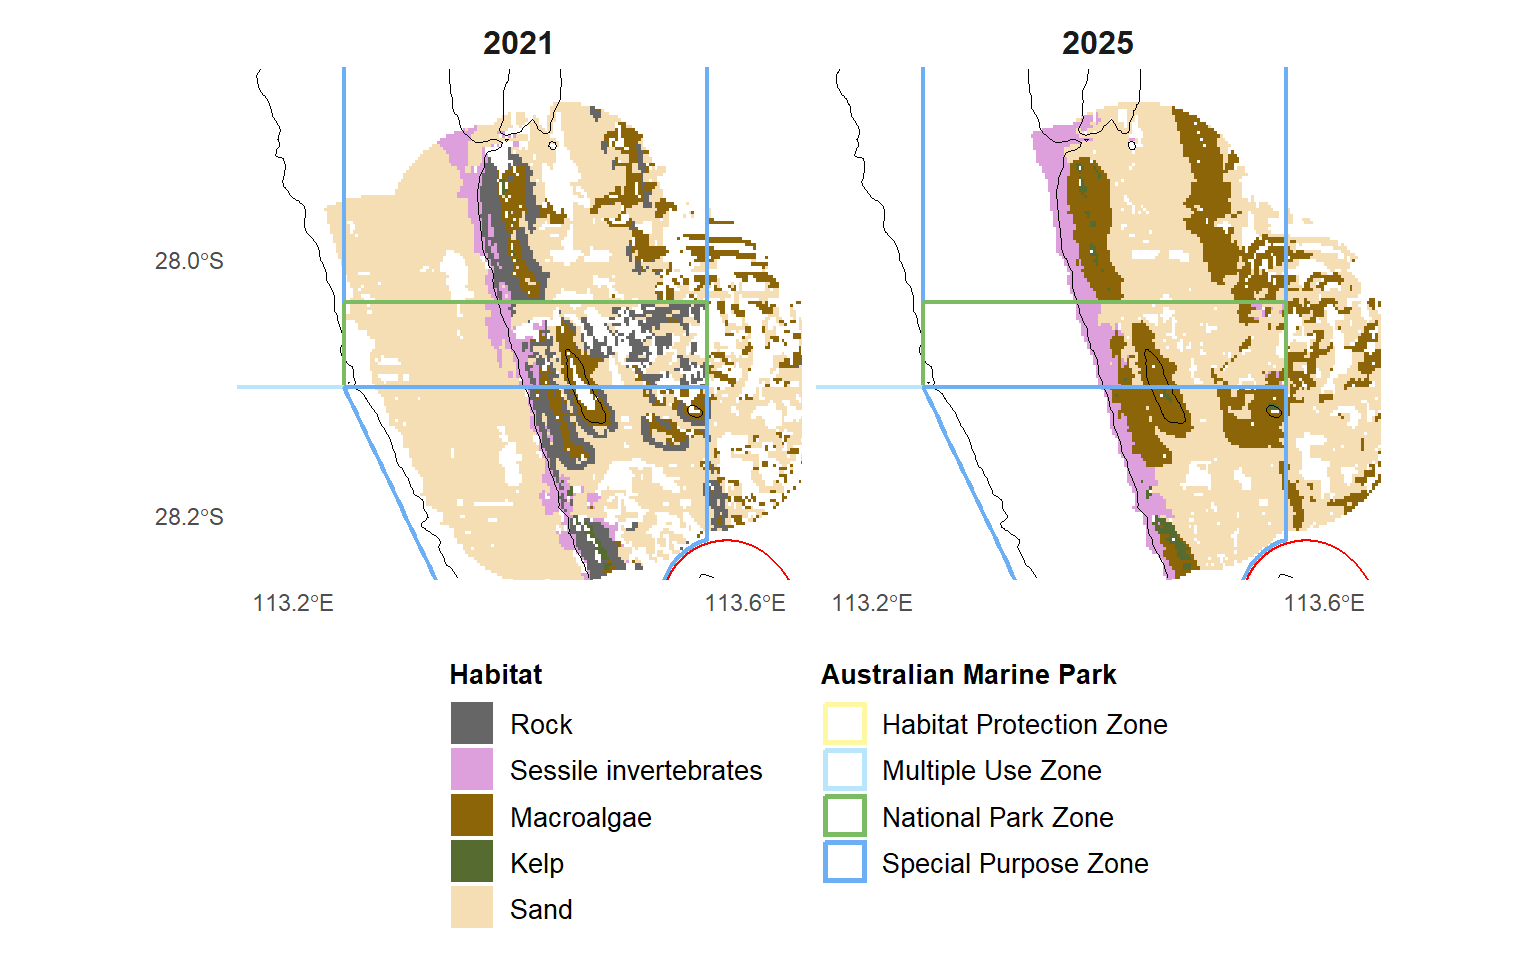 2021
2025
28.0°S
28.2°S
113.2°E
113.6°E
113.2°E
113.6°E
Habitat
Rock
Sessile invertebrates
Macroalgae
Kelp
Sand
Australian Marine Park
Habitat Protection Zone
Multiple Use Zone
National Park Zone
Special Purpose Zone